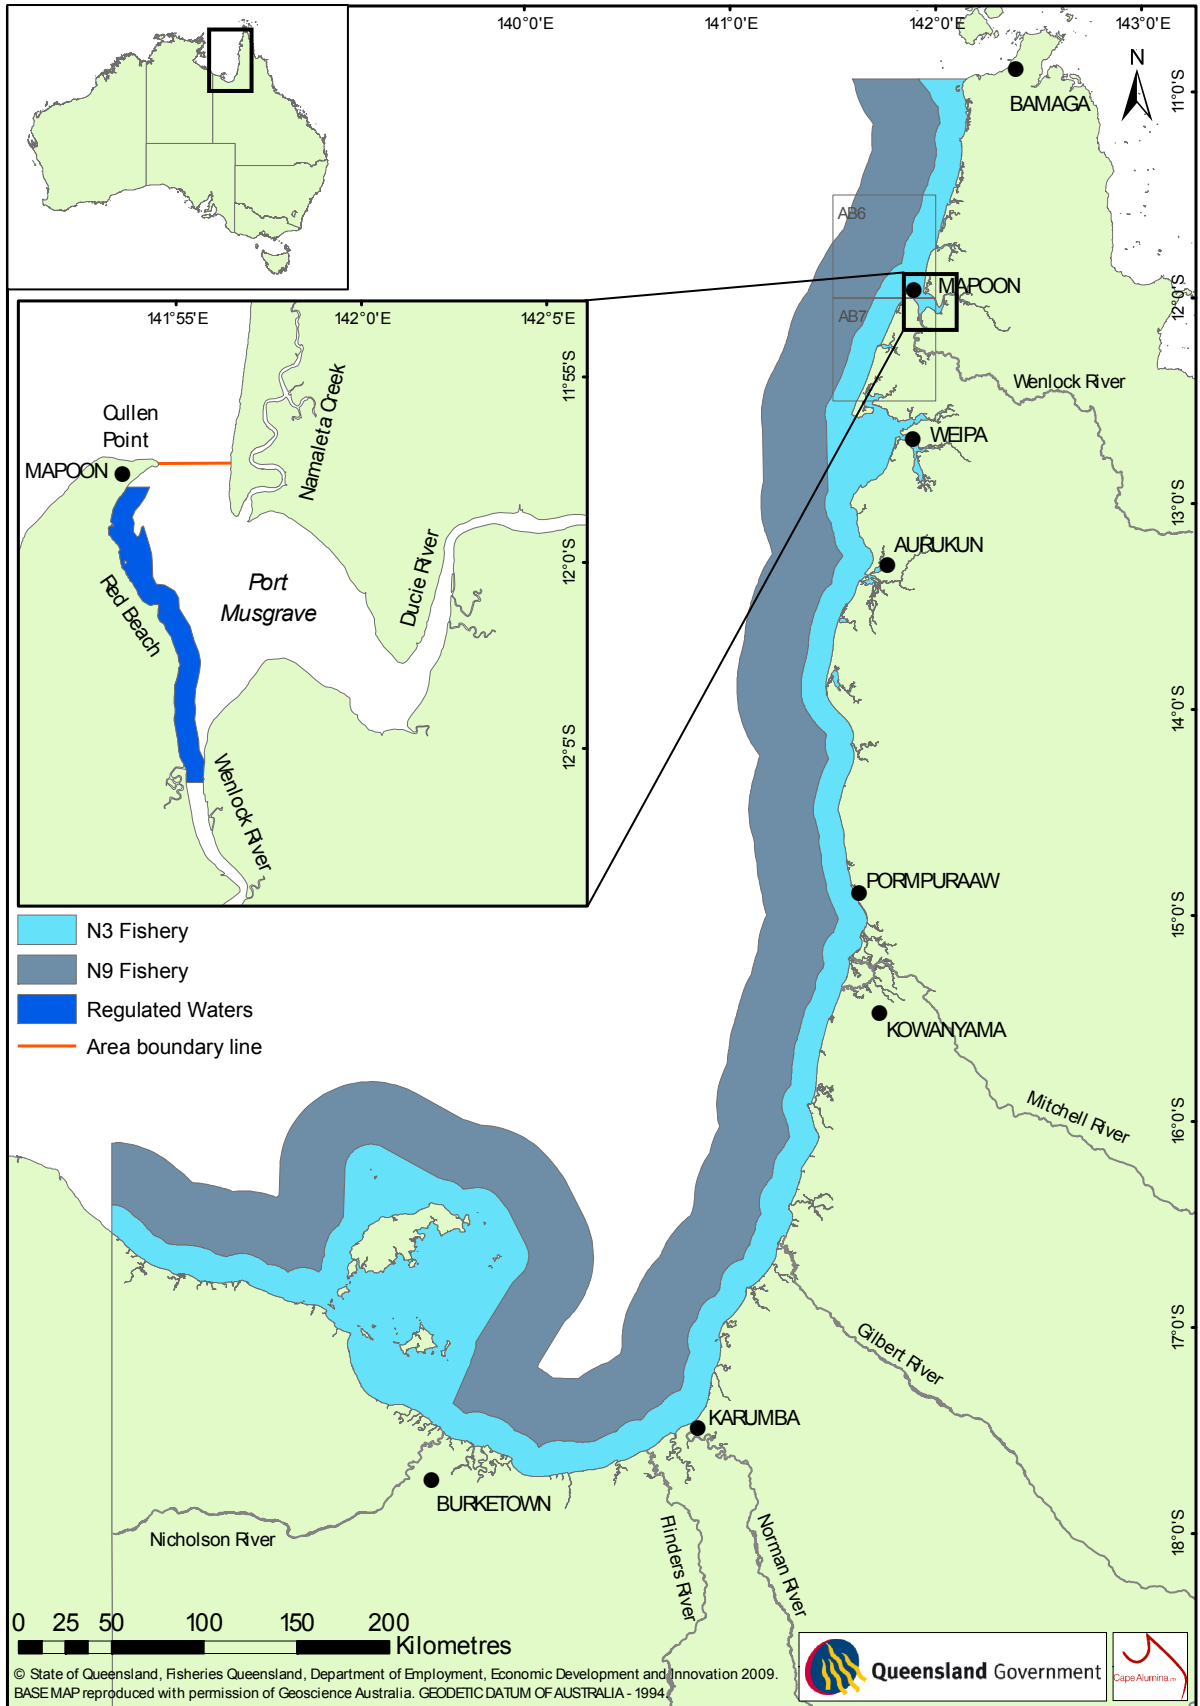 140°0'E
141°0'E
142°0'E
143°0'E
N
11°0'S
BAMAGA
AB6
MAPOON
12°0'S
AB7
Wenlock River
WEIPA
13°0'S
AURUKUN
14°0'S
PORMPURAAW
15°0'S
KOWANYAMA
Mitchell River
16°0'S
Gilbert River
17°0'S
KARUMBA
BURKETOWN
Nicholson River
Flinders River
Norman River
18°0'S
141°55'E
142°0'E
142°5'E
11°55'S
Cullen
Point
MAPOON
Namaleta Creek
Ducie River
12°0'S
Port
Musgrave
Red Beach
12°5'S
Wenlock River
N3 Fishery
N9 Fishery
Regulated Waters
Area boundary line
0 25 50 100 150 200
Kilometres
© State of Queensland, Fisheries Queensland, Department of Employment, Economic Development and Innovation 2009.
BASE MAP reproduced with permission of Geoscience Australia. GEODETIC DATUM OF AUSTRALIA - 1994.
Queensland Government
Cape Alumina